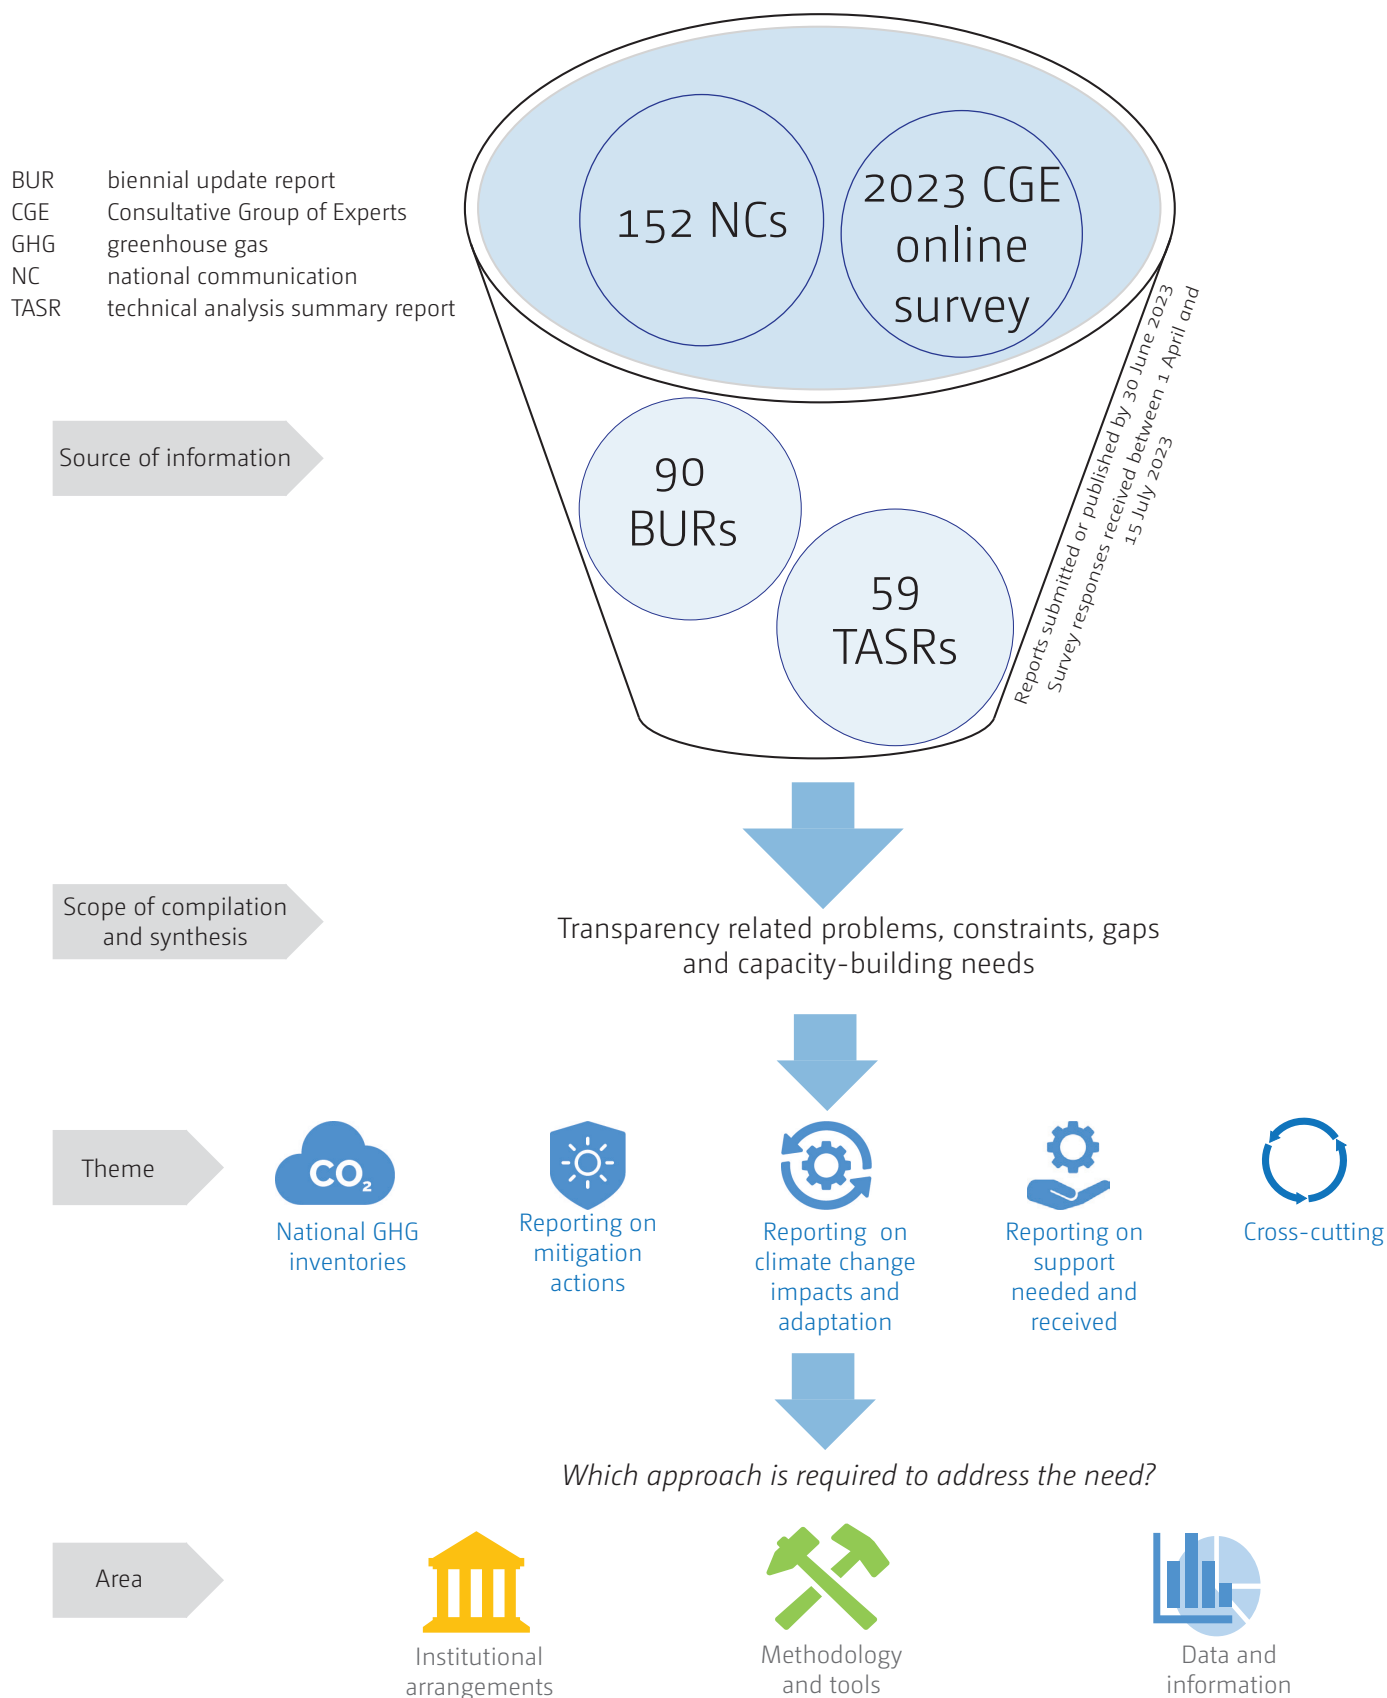 BUR biennial update report
CGE Consultative Group of Experts
GHG greenhouse gas
NC national communication
TASR technical analysis summary report
152 NCs
2023 CGE
online
survey
90
BURs
59
TASRs
Reports submitted or published by 30 June 2023
Survey responses received between 1 April and
15 July 2023
Source of information
Scope of compilation
and synthesis
Transparency related problems, constraints, gaps
and capacity-building needs
Theme
CO2
National GHG
inventories
Reporting on
mitigation
actions
Reporting on
climate change
impacts and
adaptation
Reporting on
support
needed and
received
Cross-cutting
Which approach is required to address the need?
Area
Institutional
arrangements
Methodology
and tools
Data and
information